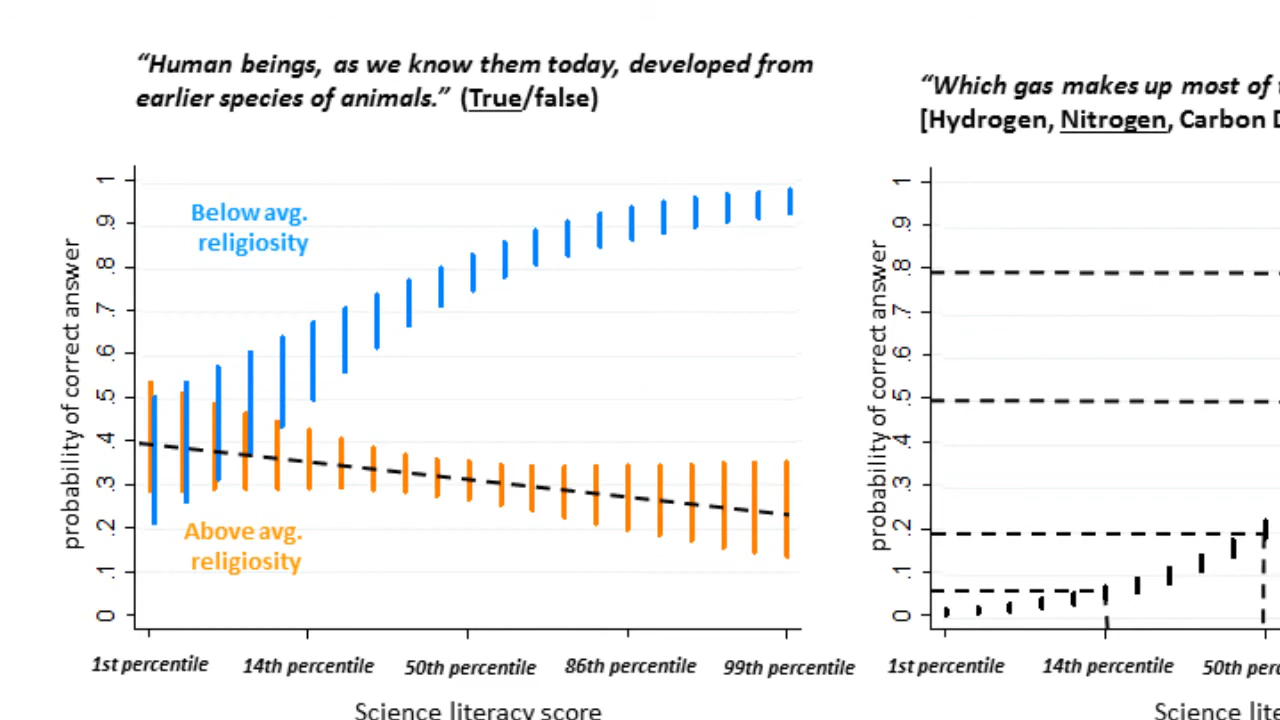 “Human beings, as we know them today, developed from
earlier species of animals.” (True/false)
probability of correct answer
1
.9
.8
.7
.6
.5
.4
.3
.2
.1
0
Below avg.
religiosity
Above avg.
religiosity
1st percentile
14th percentile
50th percentile
86th percentile
99th percentile
Science literacy score
“Which gas makes up most of
[Hydrogen, Nitrogen, Carbon
probability of correct answer
1
.9
.8
.7
.6
.5
.4
.3
.2
.1
0
1st percentile
14th percentile
50th
Science